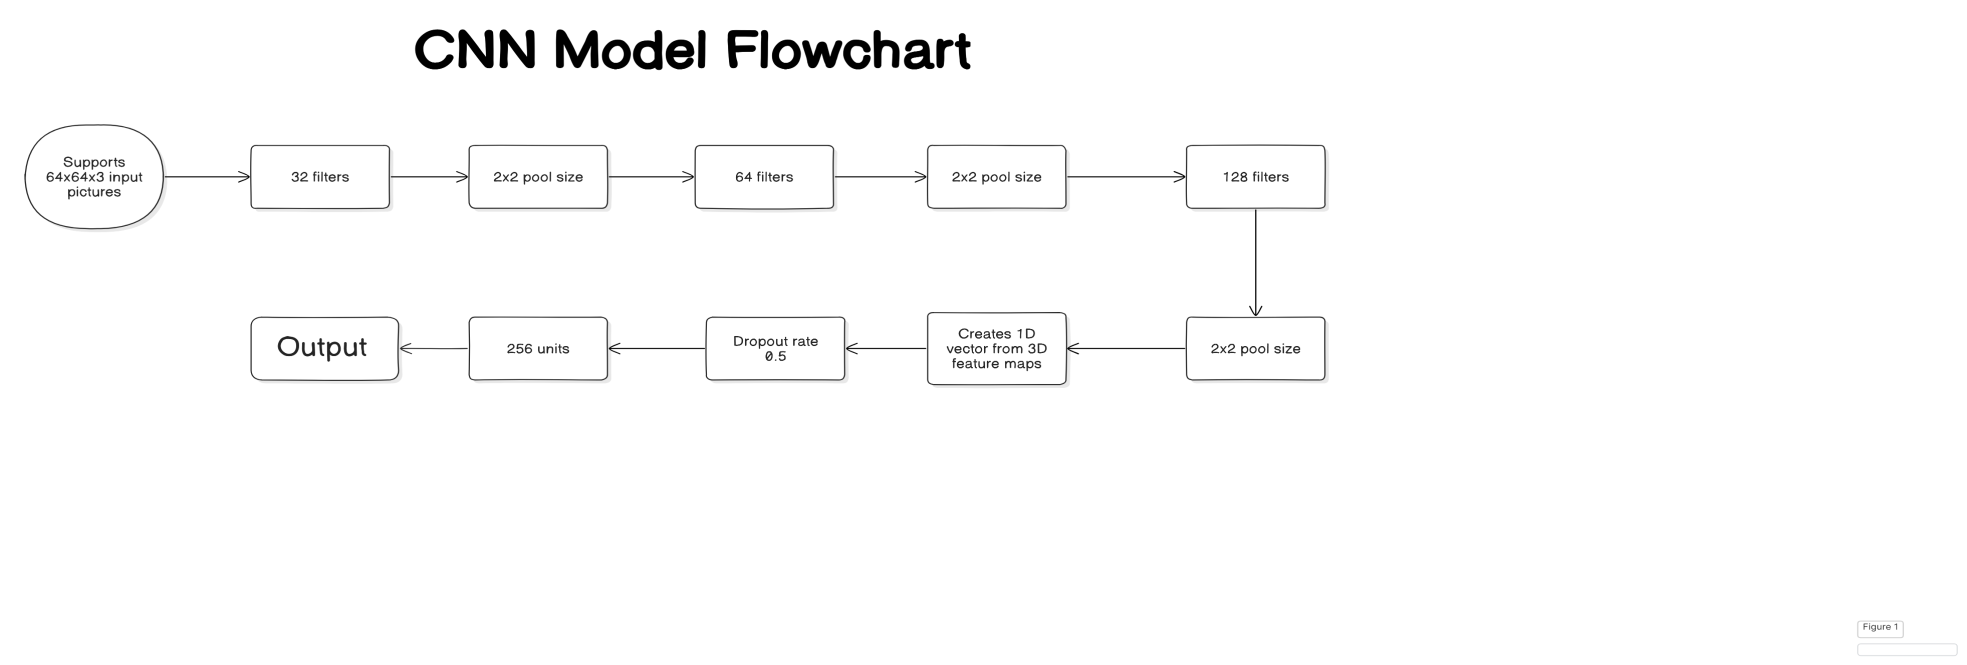 CNN Model Flowchart
Supports
64x64x3 input
pictures
32 filters
2x2 pool size
64 filters
2x2 pool size
128 filters
2x2 pool size
Creates 1D
vector from 3D
feature maps
Dropout rate
0.5
256 units
Output
Figure 1